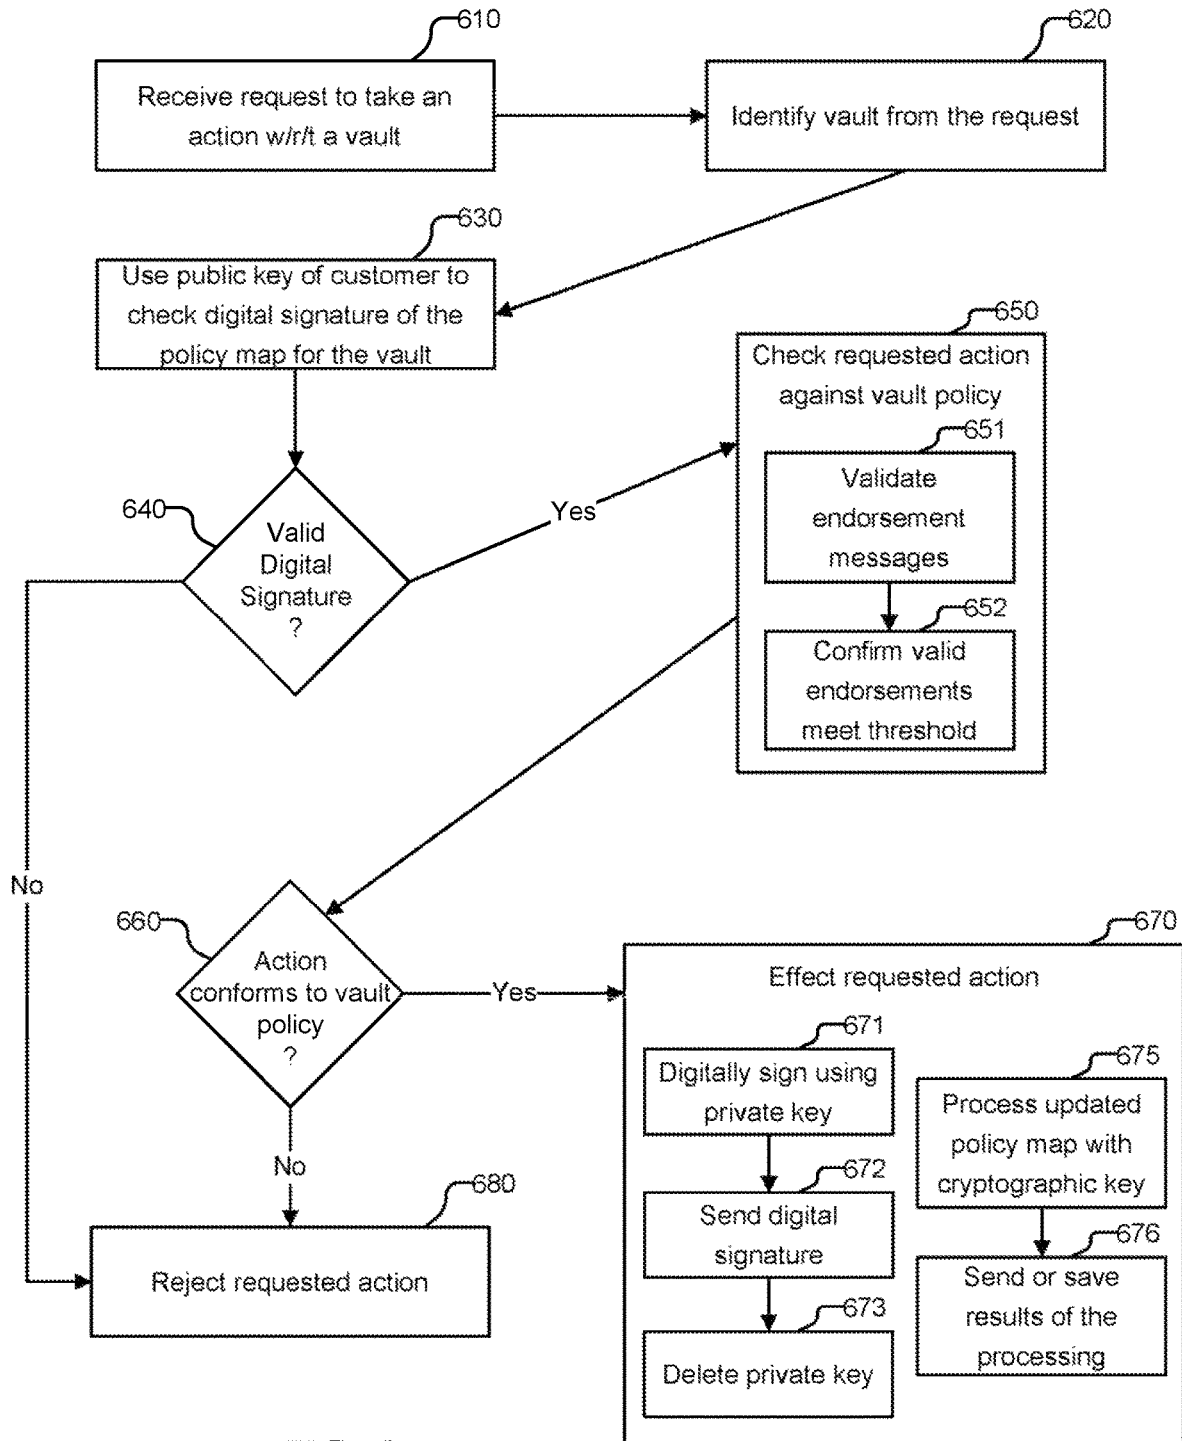 610
Receive request to take an
action w/r/t a vault
620
Identify vault from the request
630
Use public key of customer to
check digital signature of the
policy map for the vault
640
Valid
Digital
Signature
?
Yes
No
650
Check requested action
against vault policy
651
Validate
endorsement
messages
652
Confirm valid
endorsements
meet threshold
660
Action
conforms to vault
policy
?
Yes
No
670
Effect requested action
671
Digitally sign using
private key
672
Send digital
signature
673
Delete private key
675
Process updated
policy map with
cryptographic key
676
Send or save
results of the
processing
680
Reject requested action